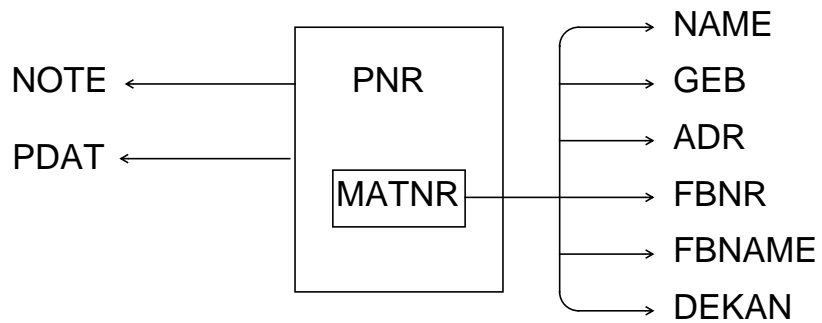 NAME
NOTE
PNR
GEB
PDAT
ADR
MATNR
FBNR
FBNAME
DEKAN